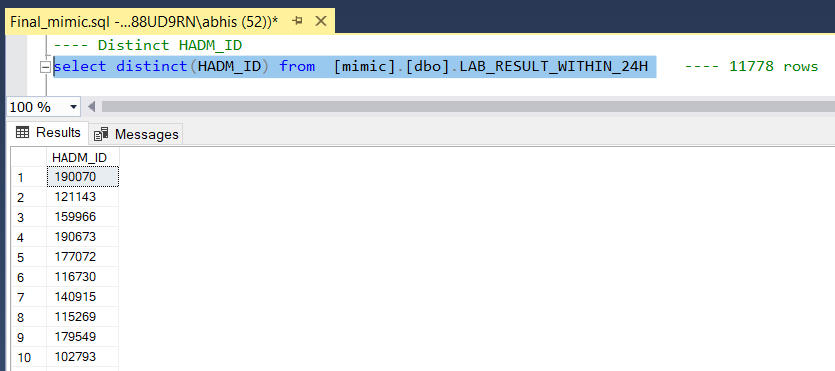 Final_mimic.sql -...88UD9RN\abhis (52))*
---- Distinct HADM_ID
select distinct(HADM_ID) from  [mimic].[dbo].LAB_RESULT_WITHIN_24H    ---- 11778 rows
100 %
Results Messages
HADM_ID
1 190070
2 121143
3 159966
4 190673
5 177072
6 116730
7 140915
8 115269
9 179549
10 102793